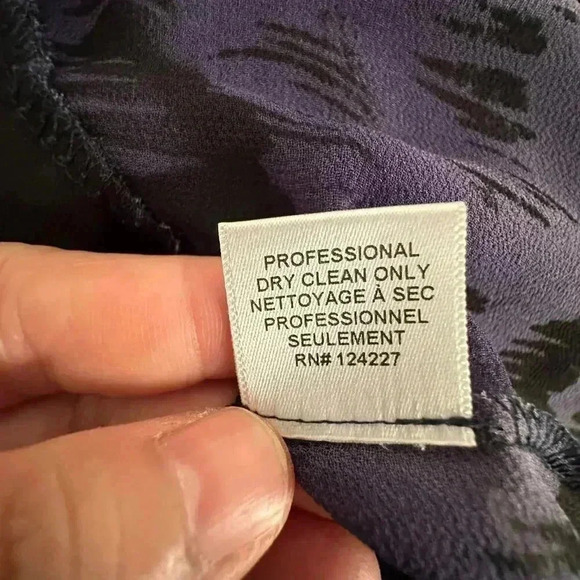 PROFESSIONAL
DRY CLEAN ONLY
NETTOYAGE À SEC
PROFESSIONNEL
SEULEMENT
RN# 124227